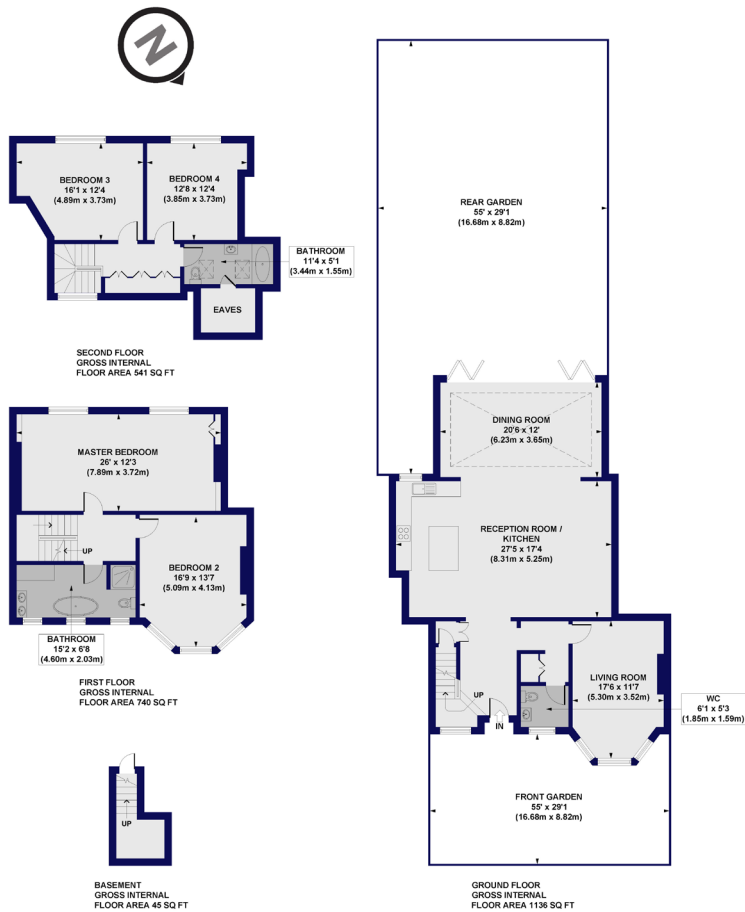 N
BEDROOM 3
16'1 x 12'4
(4.89m x 3.73m)
BEDROOM 4
12'8 x 12'4
(3.85m x 3.73m)
BATHROOM
11'4 x 5'1
(3.44m x 1.55m)
EAVES
SECOND FLOOR
GROSS INTERNAL
FLOOR AREA 541 SQ FT
MASTER BEDROOM
26' x 12'3
(7.89m x 3.72m)
UP
BEDROOM 2
16'9 x 13'7
(5.09m x 4.13m)
BATHROOM
15'2 x 6'8
(4.60m x 2.03m)
FIRST FLOOR
GROSS INTERNAL
FLOOR AREA 740 SQ FT
UP
BASEMENT
GROSS INTERNAL
FLOOR AREA 45 SQ FT
REAR GARDEN
55' x 29'1
(16.68m x 8.82m)
DINING ROOM
20'6 x 12'
(6.23m x 3.65m)
RECEPTION ROOM /
KITCHEN
27'5 x 17'4
(8.31m x 5.25m)
LIVING ROOM
17'6 x 11'7
(5.30m x 3.52m)
UP
IN
WC
6'1 x 5'3
(1.85m x 1.59m)
FRONT GARDEN
55' x 29'1
(16.68m x 8.82m)
GROUND FLOOR
GROSS INTERNAL
FLOOR AREA 1136 SQ FT